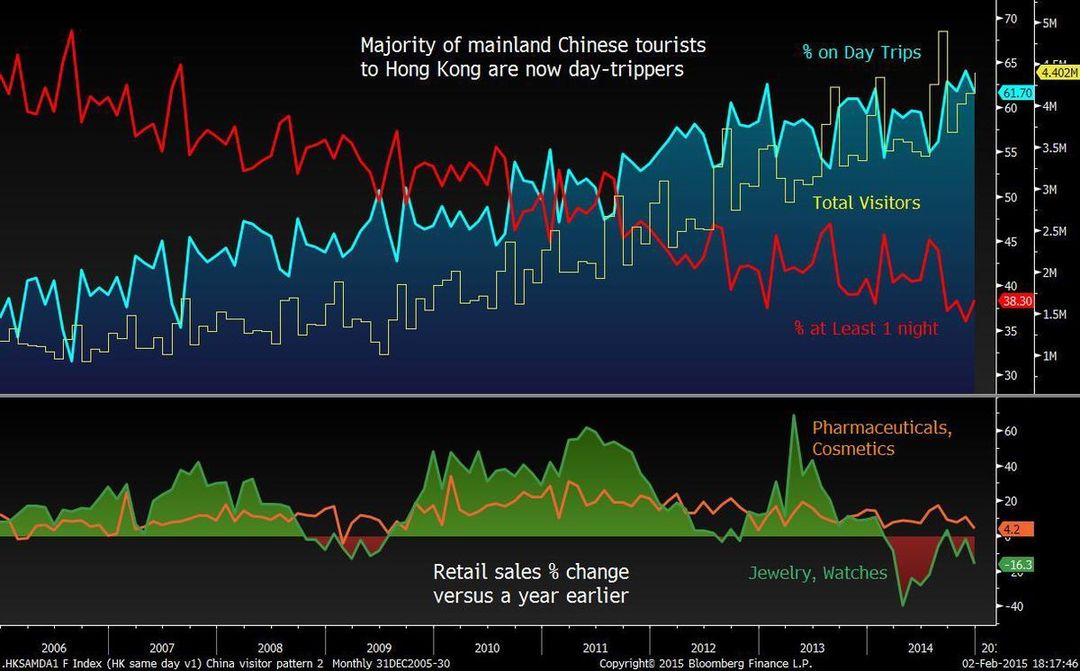 Majority of mainland Chinese tourists
to Hong Kong are now day-trippers
% on Day Trips
Total Visitors
% at Least 1 night
70
65
60
55
50
45
40
35
30
61.70
38.30
5M
4.402M
4M
3.5M
3M
2.5M
2M
1.5M
1M
Pharmaceuticals,
Cosmetics
Jewelry, Watches
Retail sales % change
versus a year earlier
60
40
20
4.2
-16.3
-40
2006 2007 2008 2009 2010 2011 2012 2013 2014
.HKSAMDA1 F Index (HK same day v1) China visitor pattern 2 Monthly 31DEC2005-30 Copyright© 2015 Bloomberg Finance L.P. 02-Feb-2015 18:17:46